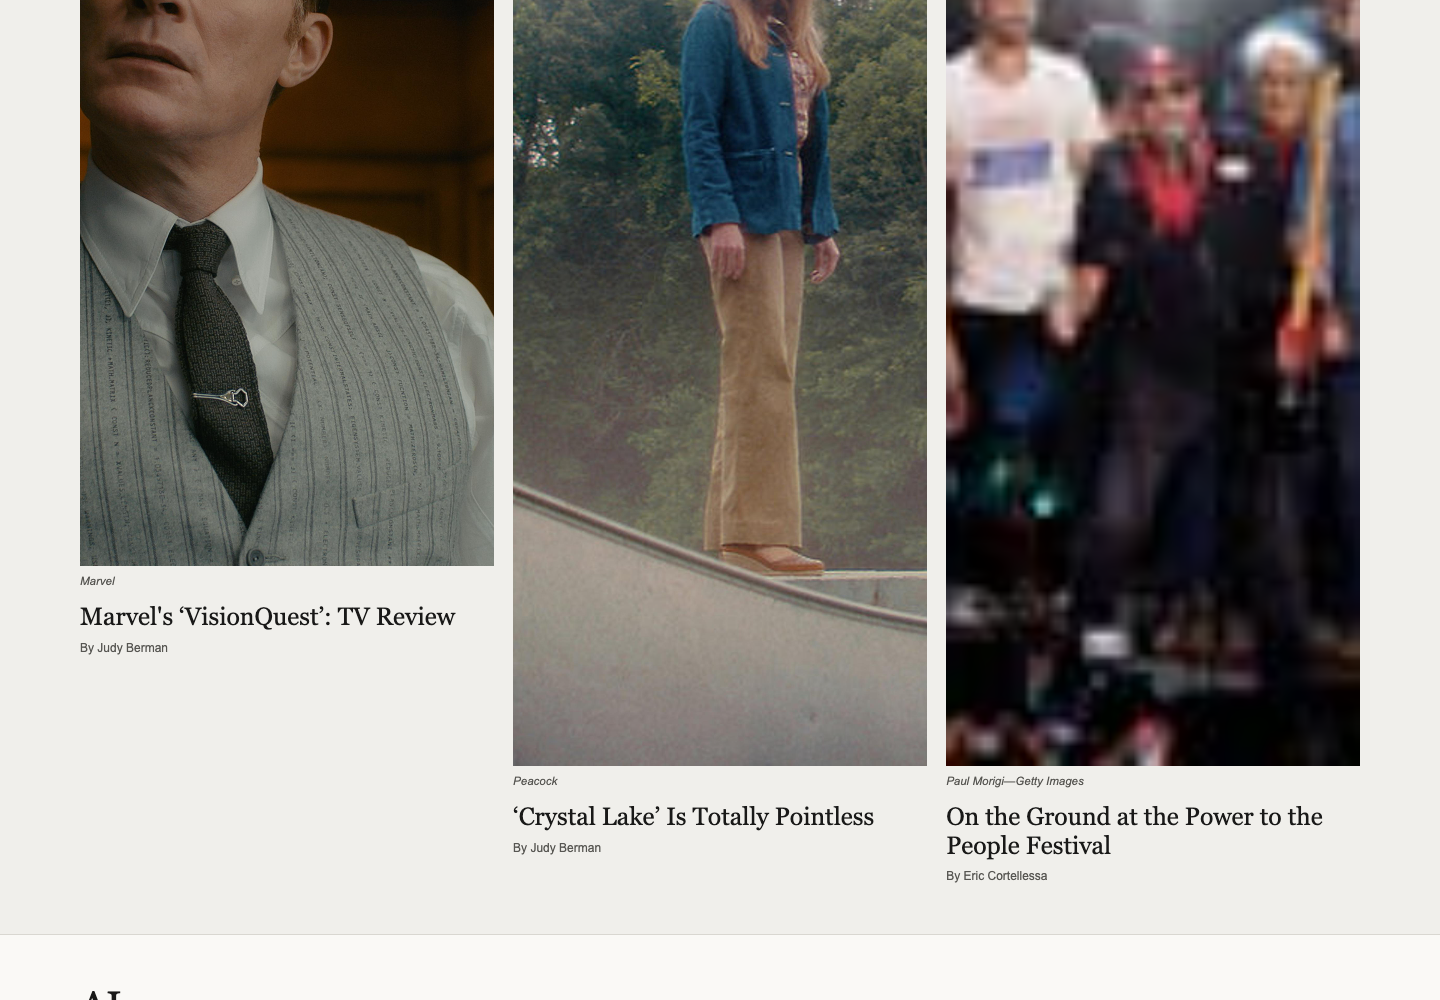 Marvel
Marvel's ‘VisionQuest’: TV Review
By Judy Berman
Peacock
‘Crystal Lake’ Is Totally Pointless
By Judy Berman
Paul Morigi—Getty Images
On the Ground at the Power to the
People Festival
By Eric Cortellessa